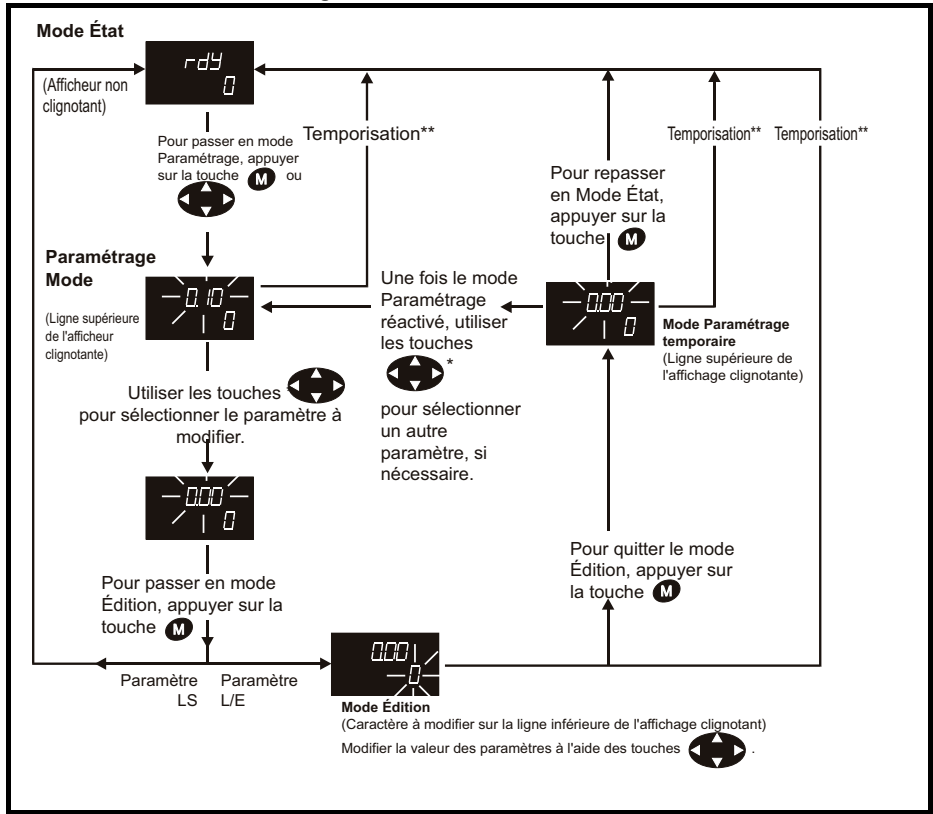 Mode État
rdy
0
(Afficheur non
clignotant)
Pour passer en mode
Paramétrage, appuyer
sur la touche M ou
Temporisation**
Temporisation** Temporisation**
Pour repasser
en Mode État,
appuyer sur la
touche M
Paramétrage
Mode
(Ligne supérieure
de l'afficheur
clignotante)
0.10
0
Une fois le mode
Paramétrage
réactivé, utiliser
les touches
*
pour sélectionner
un autre
paramètre, si
nécessaire.
0.00
0
Mode Paramétrage
temporaire
(Ligne supérieure de
l'affichage clignotante)
Utiliser les touches *
pour sélectionner le paramètre à
modifier.
0.00
0
Pour passer en mode
Édition, appuyer sur la
touche M
Pour quitter le mode
Édition, appuyer sur
la touche M
Paramètre
LS
Paramètre
L/E
0.00
0
Mode Édition
(Caractère à modifier sur la ligne inférieure de l'affichage clignotant)
Modifier la valeur des paramètres à l'aide des touches .